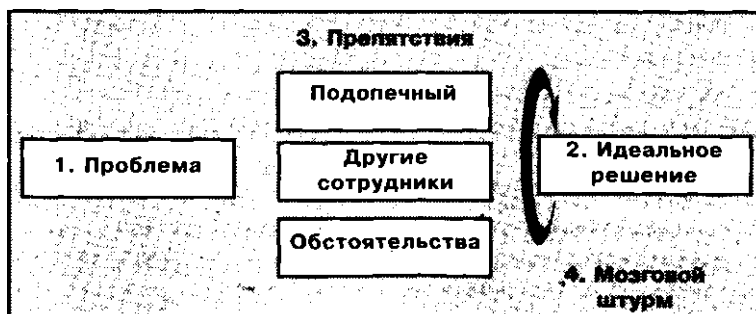 3. Препятствия
Подопечный
1. Проблема
Другие
сотрудники
2. Идеальное
решение
Обстоятельства
4. Мозговой
штурм